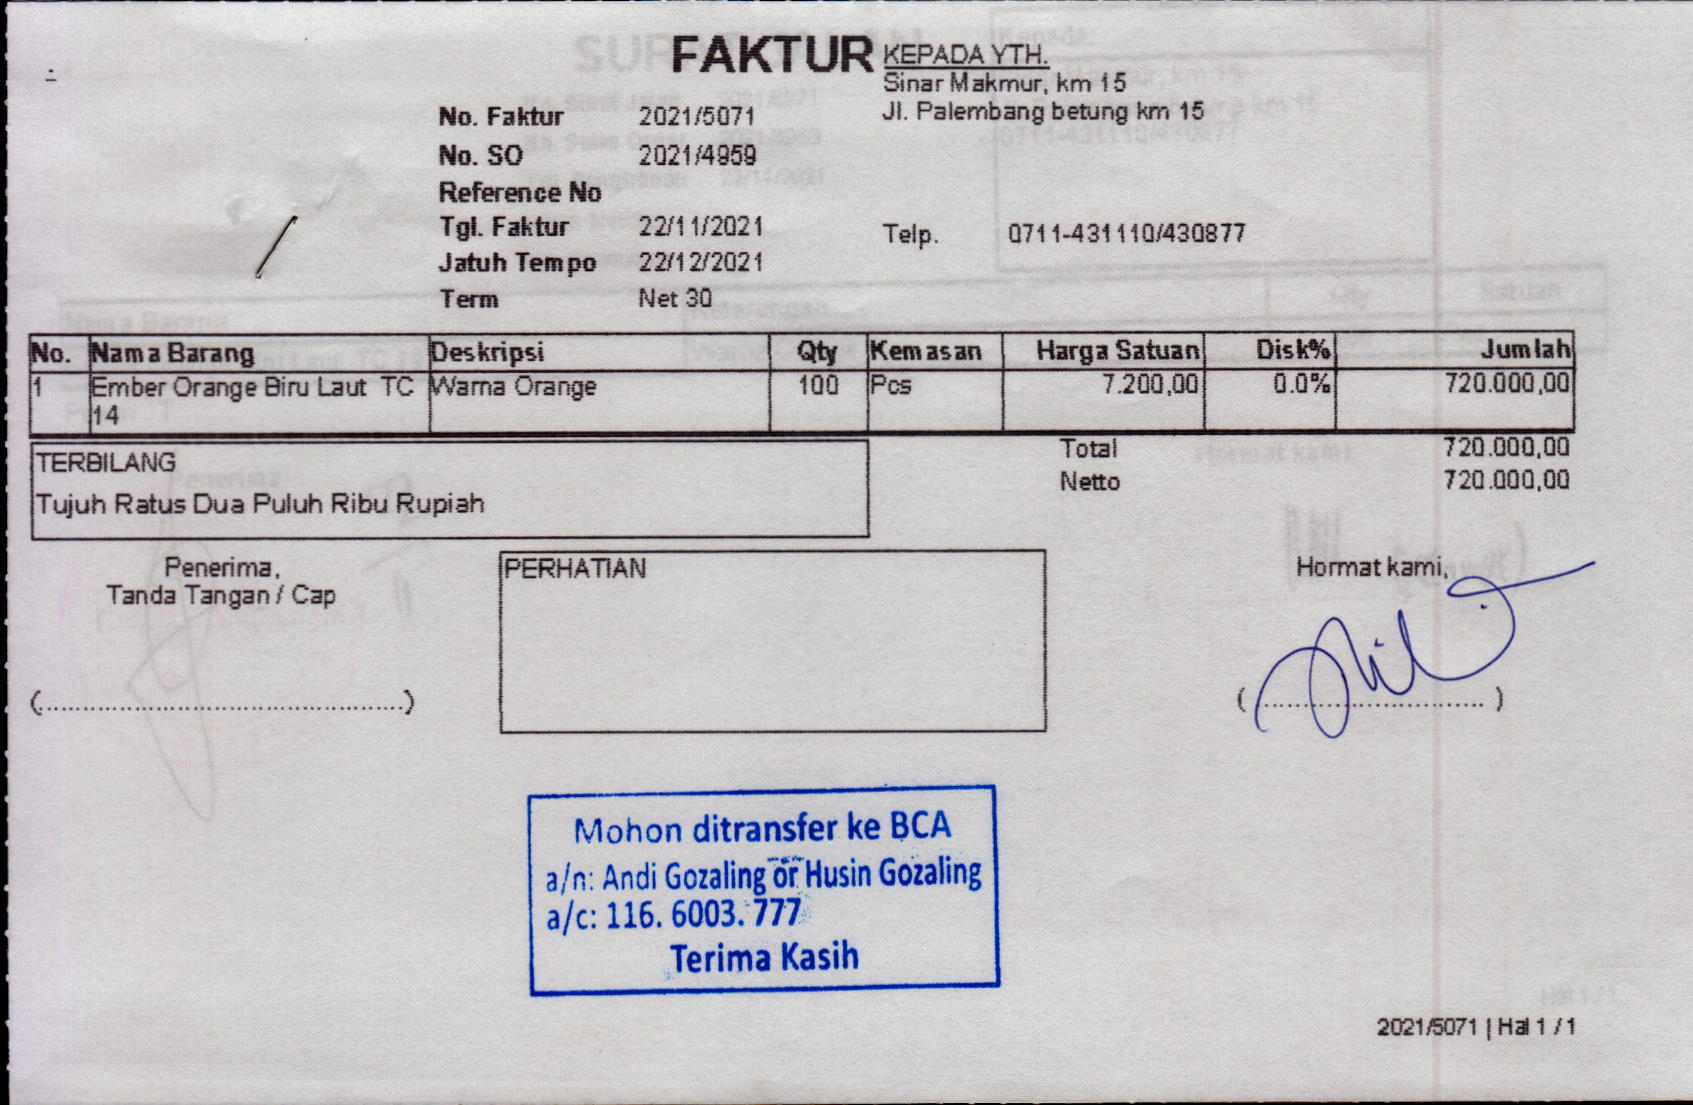 FAKTUR
KEPADA YTH.
Sinar Makmur, km 15
Jl. Palembang betung km 15
No. Faktur 2021/5071
No. SO 2021/4959
Reference No
Tgl. Faktur 22/11/2021
Telp. 0711-431110/430877
Jatuh Tempo 22/12/2021
Term Net 30
No. Nama Barang Deskripsi Qty Kemasan Harga Satuan Disk% Jumlah
1 Ember Orange Biru Laut TC Warna Orange 100 Pcs 7.200,00 0.0% 720.000,00
14
Total 720.000,00
TERBILANG
Netto 720.000,00
Tujuh Ratus Dua Puluh Ribu Rupiah
Penerima,
Tanda Tangan / Cap
PERHATIAN
Hormat kami,
(................................................)
(................................)
Mohon ditransfer ke BCA
a/n: Andi Gozaling or Husin Gozaling
a/c: 116. 6003. 777
Terima Kasih
2021/5071 | Hal 1 / 1